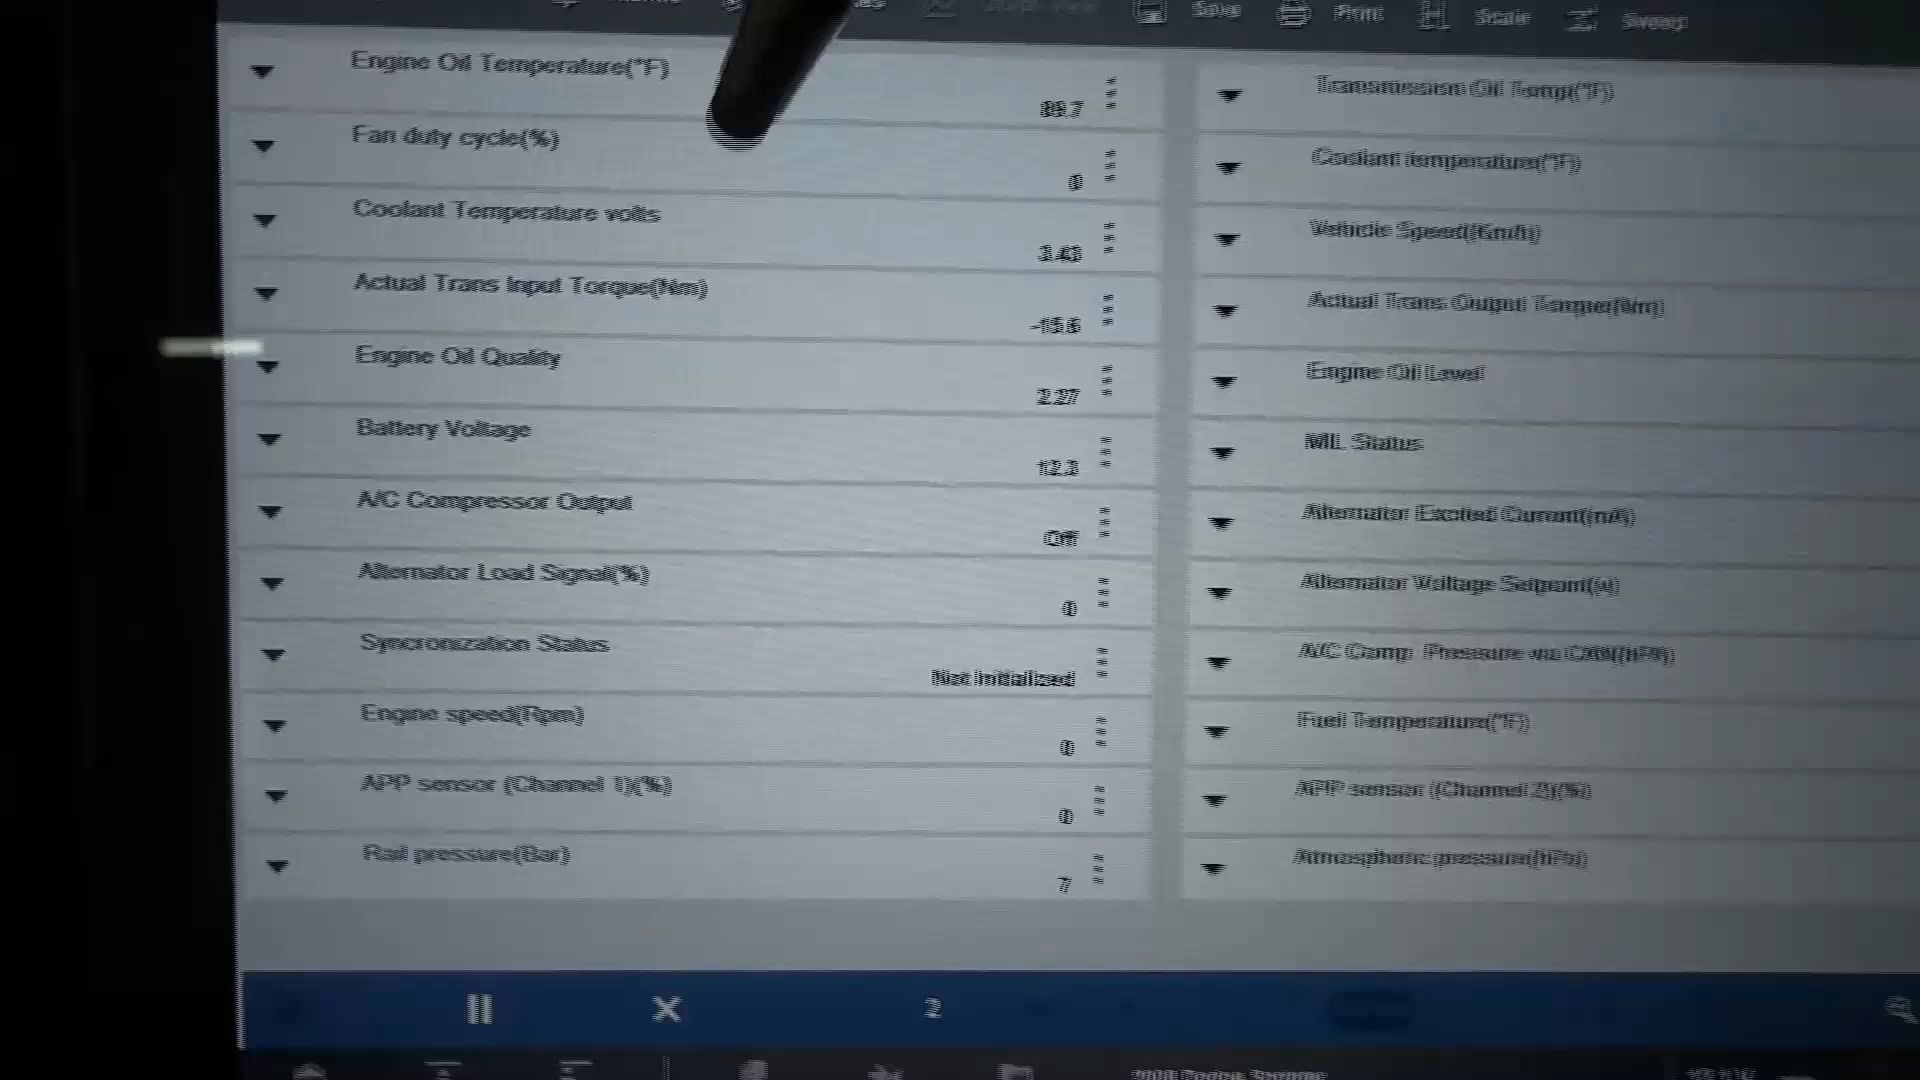 Save Print Scale Sweep
Engine Oil Temperature(°F)
89.7
Fan duty cycle(%)
0
Coolant Temperature volts
3.43
Actual Trans Input Torque(Nm)
-15.6
Engine Oil Quality
2.27
Battery Voltage
12.3
A/C Compressor Output
Off
Alternator Load Signal(%)
0
Syncronization Status
Not Initialized
Engine speed(Rpm)
0
APP sensor (Channel 1)(%)
0
Rail pressure(Bar)
7
Transmission Oil Temp(°F)
Coolant temperature(°F)
Vehicle Speed(Km/h)
Actual Trans Output Torque(Nm)
Engine Oil Level
MIL Status
Alternator Excited Current(mA)
Alternator Voltage Setpoint(v)
A/C Comp. Pressure via CAN(hPA)
Fuel Temperature(°F)
APP sensor (Channel 2)(%)
Atmospheric pressure(hPa)
2